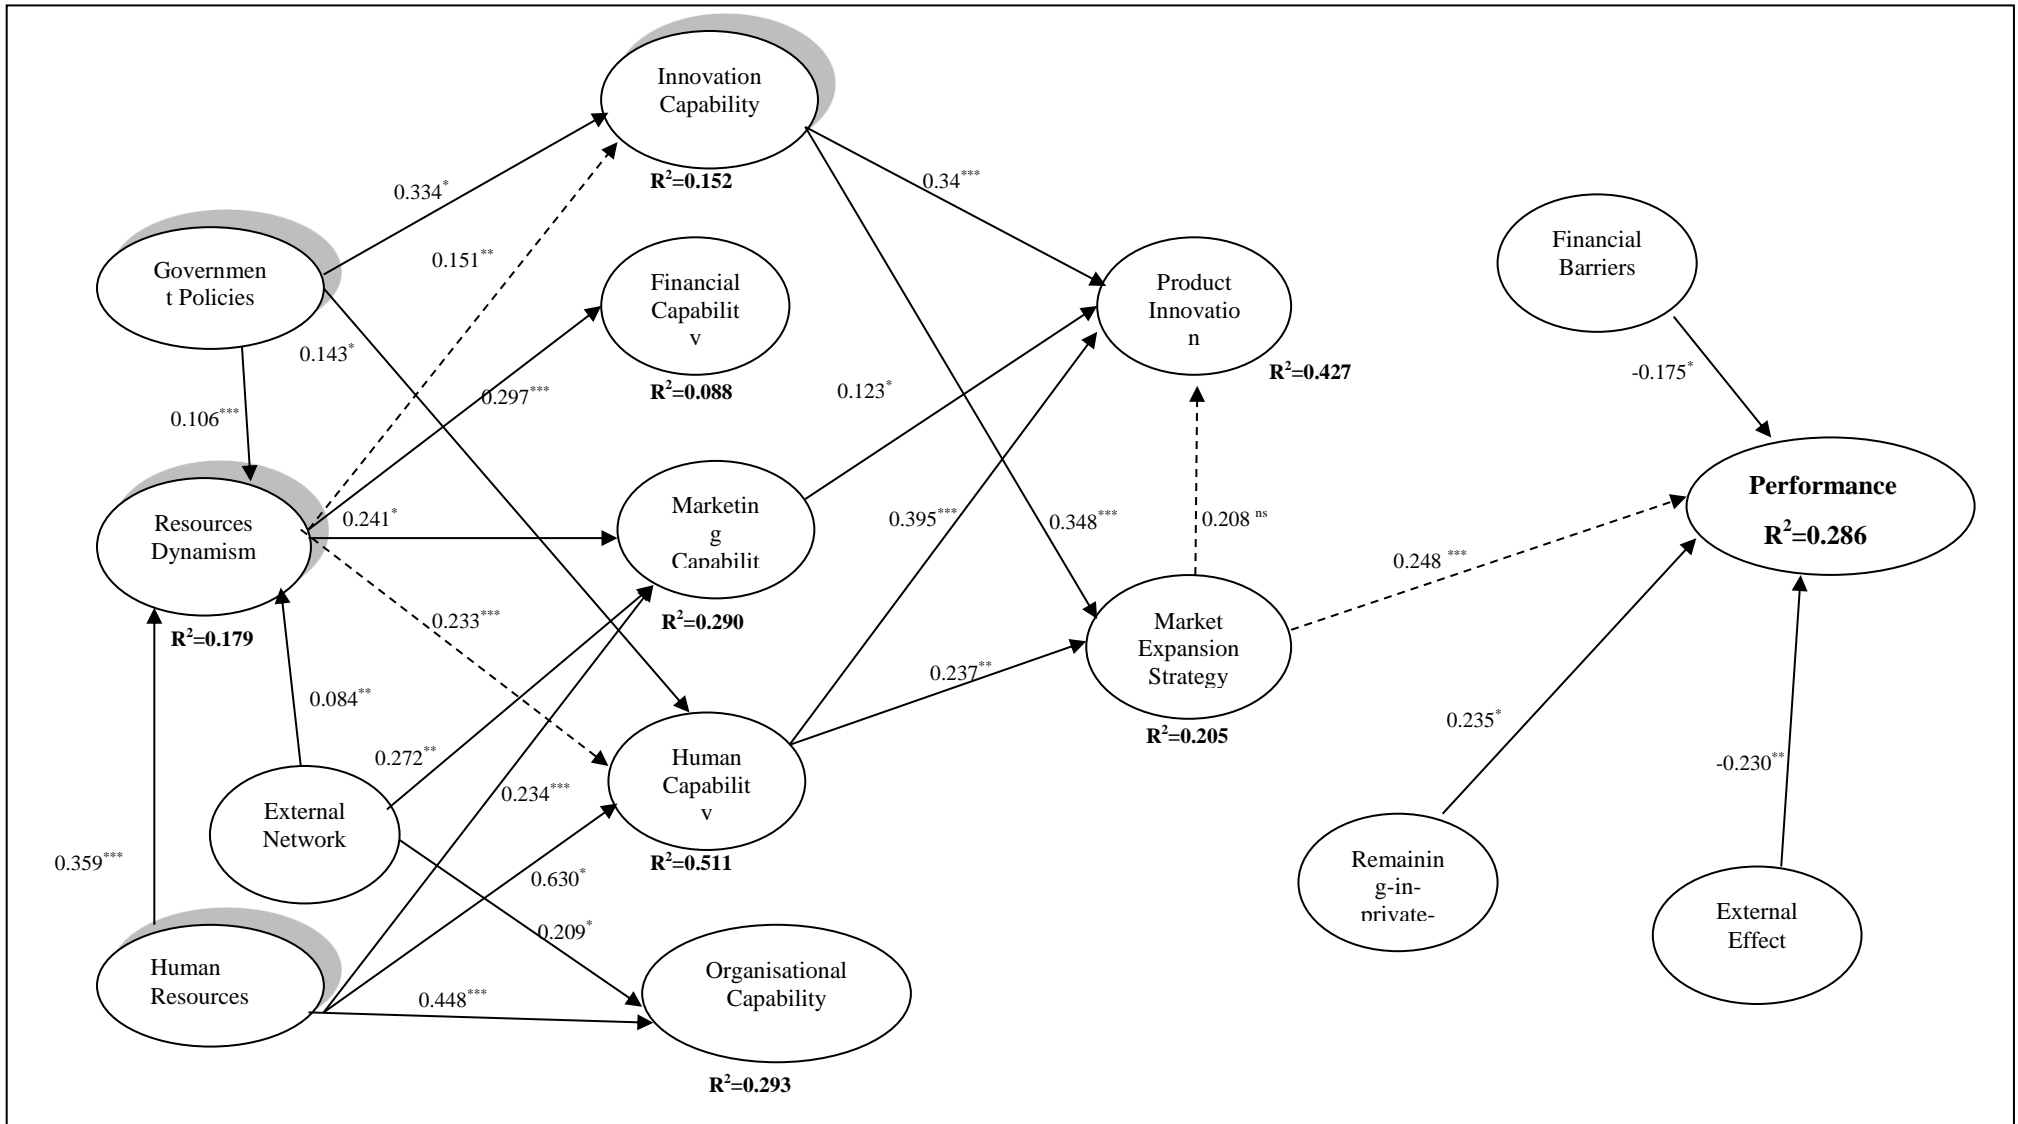 Innovation
Capability
R²=0.152
0.334*
0.34***
0.151**
Governmen
t Policies
Financial
Capabilit
v
R²=0.088
Product
Innovatio
n
R²=0.427
Financial
Barriers
-0.175*
0.143*
0.297***
0.123*
0.106***
Resources
Dynamism
R²=0.179
0.241*
Marketin
g
Capabilit
R²=0.290
0.395***
0.348***
0.208 ns
0.248 ***
Performance
R²=0.286
0.233***
Market
Expansion
Strategy
R²=0.205
0.237**
0.084**
0.272**
0.234***
0.235*
-0.230**
External
Network
Human
Capabilit
v
R²=0.511
0.359***
0.630*
0.209*
Remainin
g-in-
private-
External
Effect
Human
Resources
0.448***
Organisational
Capability
R²=0.293